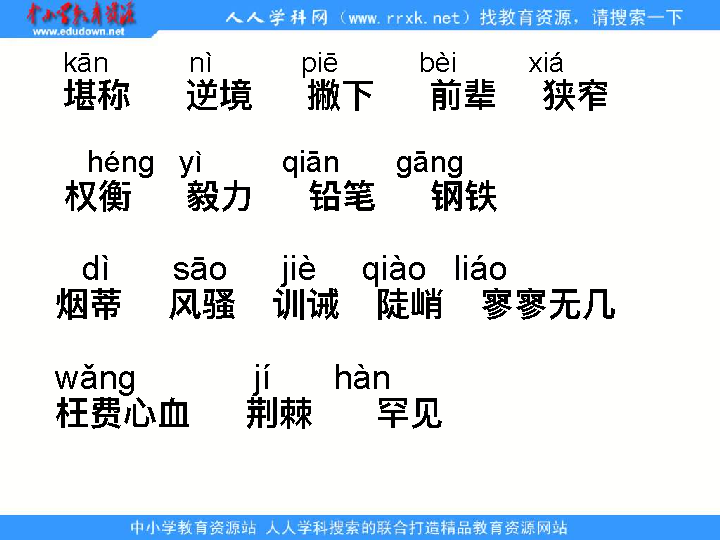 中小学教育资源
www.edudown.net
人人学科网（www.rrxk.net）找教育资源，请搜索一下
kān nì piē bèi xiá
堪称 逆境 撇下 前辈 狭窄
héng yì qiān gāng
权衡 毅力 铅笔 钢铁
dì sāo jiè qiào liáo
烟蒂 风骚 训诫 陡峭 寥寥无几
wǎng jí hàn
枉费心血 荆棘 罕见
中小学教育资源站 人人学科搜索的联合打造精品教育资源网站